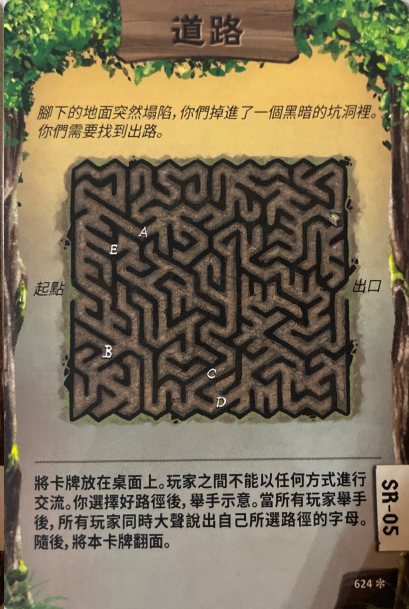 道路
腳下的地面突然塌陷,你們掉進了一個黑暗的坑洞裡。
你們需要找到出路。
A
E
起點
出口
B
C
D
將卡牌放在桌面上。玩家之間不能以任何方式進行
交流。你選擇好路徑後,舉手示意。當所有玩家舉手
後,所有玩家同時大聲說出自己所選路徑的字母。
隨後,將本卡牌翻面。
SR-05
624 ✻